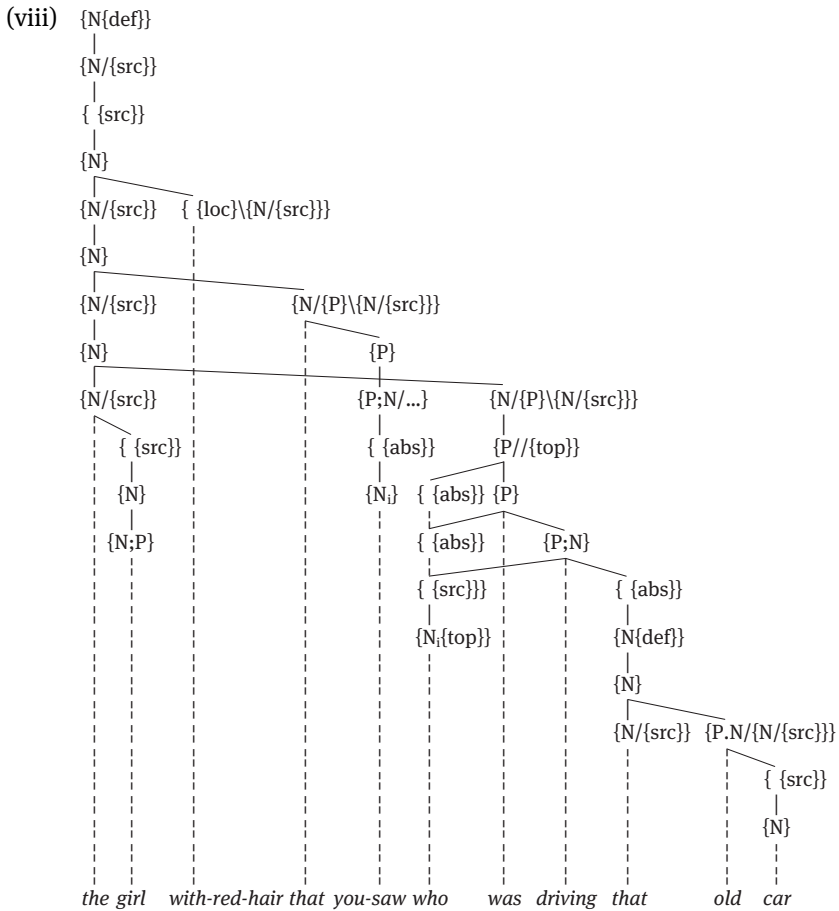 (viii) {N{def}}
{N/{src}}
{ {src}}
{N}
{N/{src}} { {loc}\{N/{src}}}
{N}
{N/{src}} {N/{P}\{N/{src}}}
{N} {P}
{N/{src}} {P;N/...} {N/{P}\{N/{src}}}
{ {src}} { {abs}} {P//{top}}
{N} {Nᵢ} { {abs}} {P}
{N;P} { {abs}} {P;N}
{ {src}}} { {abs}}
{Nᵢ{top}} {N{def}}
{N}
{N/{src}} {P.N/{N/{src}}}
{ {src}}
{N}
the girl with-red-hair that you-saw who was driving that old car